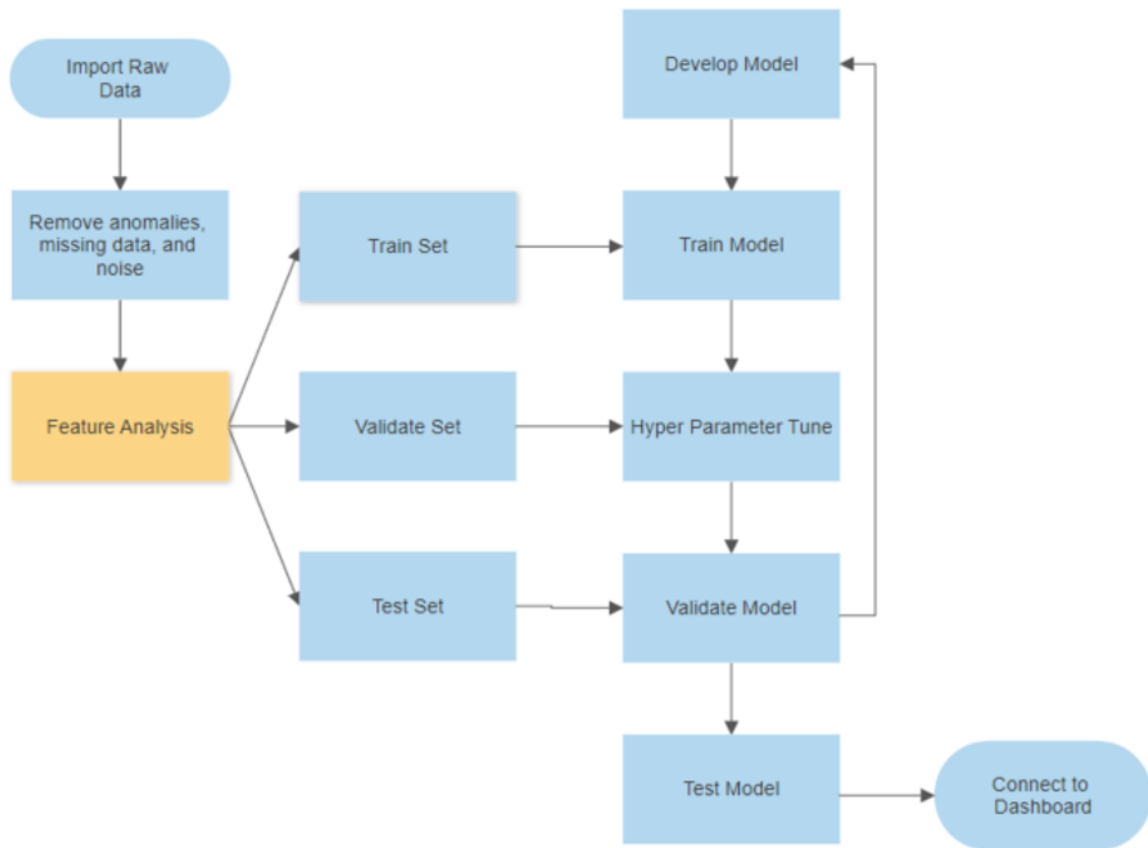 Import Raw
Data
Remove anomalies,
missing data, and
noise
Feature Analysis
Train Set
Validate Set
Test Set
Develop Model
Train Model
Hyper Parameter Tune
Validate Model
Test Model
Connect to
Dashboard